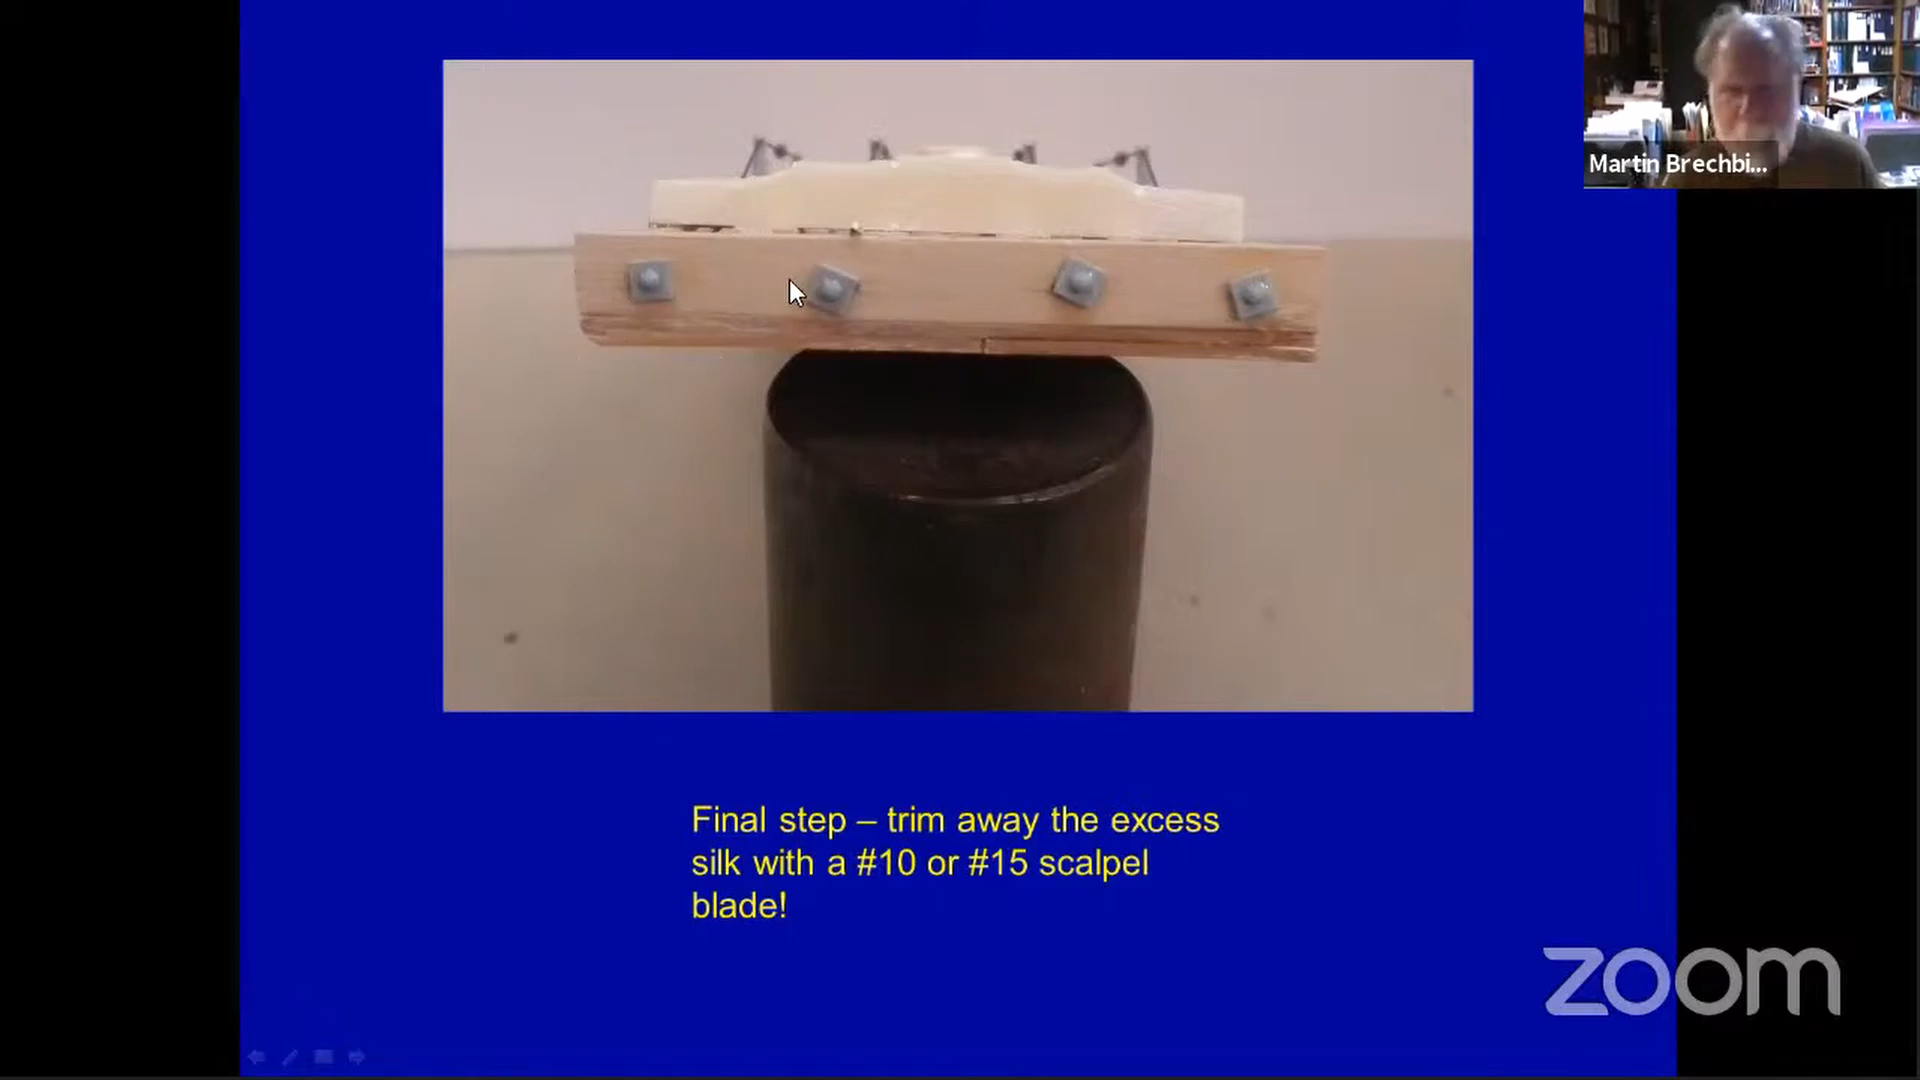 Martin Brechbi...
Final step – trim away the excess
silk with a #10 or #15 scalpel
blade!
zoom